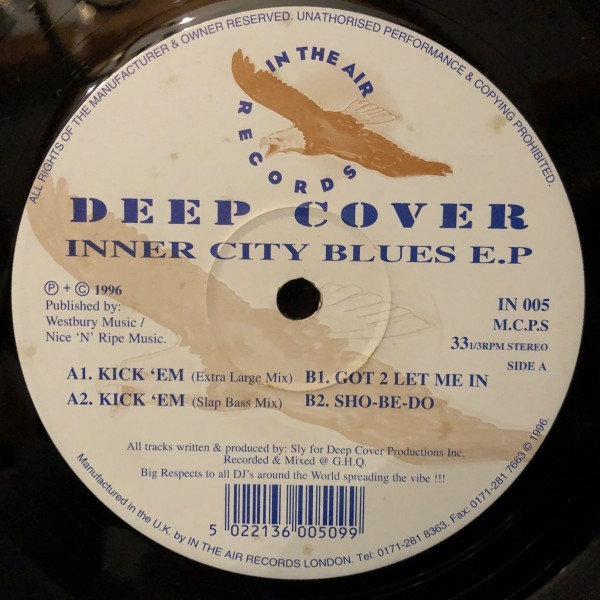 ALL RIGHTS OF THE MANUFACTURER & OWNER RESERVED. UNATHORISED PERFORMANCE & COPYING PROHIBITED.
IN THE AIR
RECORDS
DEEP COVER
INNER CITY BLUES E.P
Ⓟ + © 1996
Published by:
Westbury Music /
Nice 'N' Ripe Music.
IN 005
M.C.P.S
33 1/3RPM STEREO
SIDE A
A1. KICK 'EM (Extra Large Mix) B1. GOT 2 LET ME IN
A2. KICK 'EM (Slap Bass Mix) B2. SHO-BE-DO
All tracks written & produced by: Sly for Deep Cover Productions Inc.
Recorded & Mixed @ G.H.Q.
Big Respects to all DJ's around the World spreading the vibe !!!
5 022136 005099
Manufactured in the U.K. by IN THE AIR RECORDS LONDON. Tel: 0171-281 8363. Fax: 0171-281 7663 © 1996.